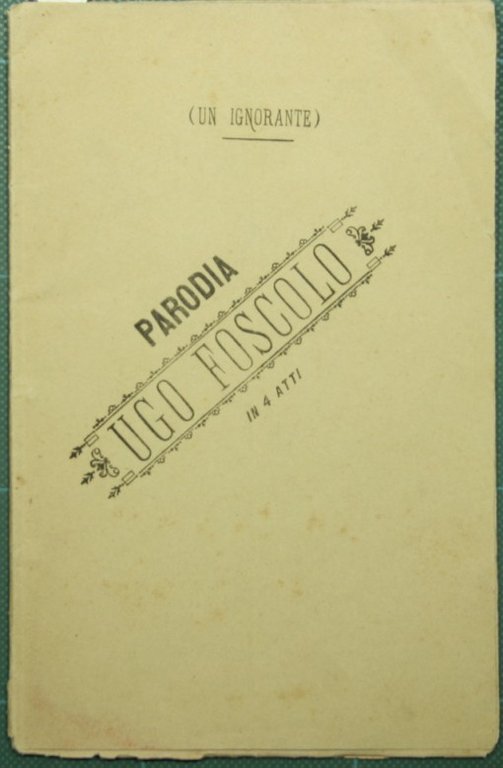 (UN IGNORANTE)
PARODIA
UGO FOSCOLO
IN 4 ATTI